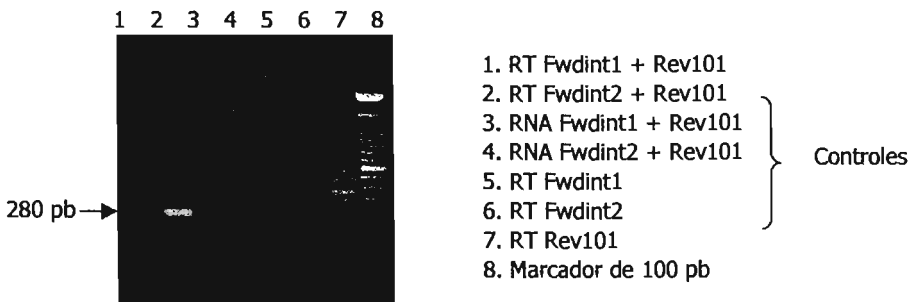 1 2 3 4 5 6 7 8
280 pb
1. RT Fwdint1 + Rev101
2. RT Fwdint2 + Rev101
3. RNA Fwdint1 + Rev101
4. RNA Fwdint2 + Rev101
5. RT Fwdint1
6. RT Fwdint2
7. RT Rev101
8. Marcador de 100 pb
Controles